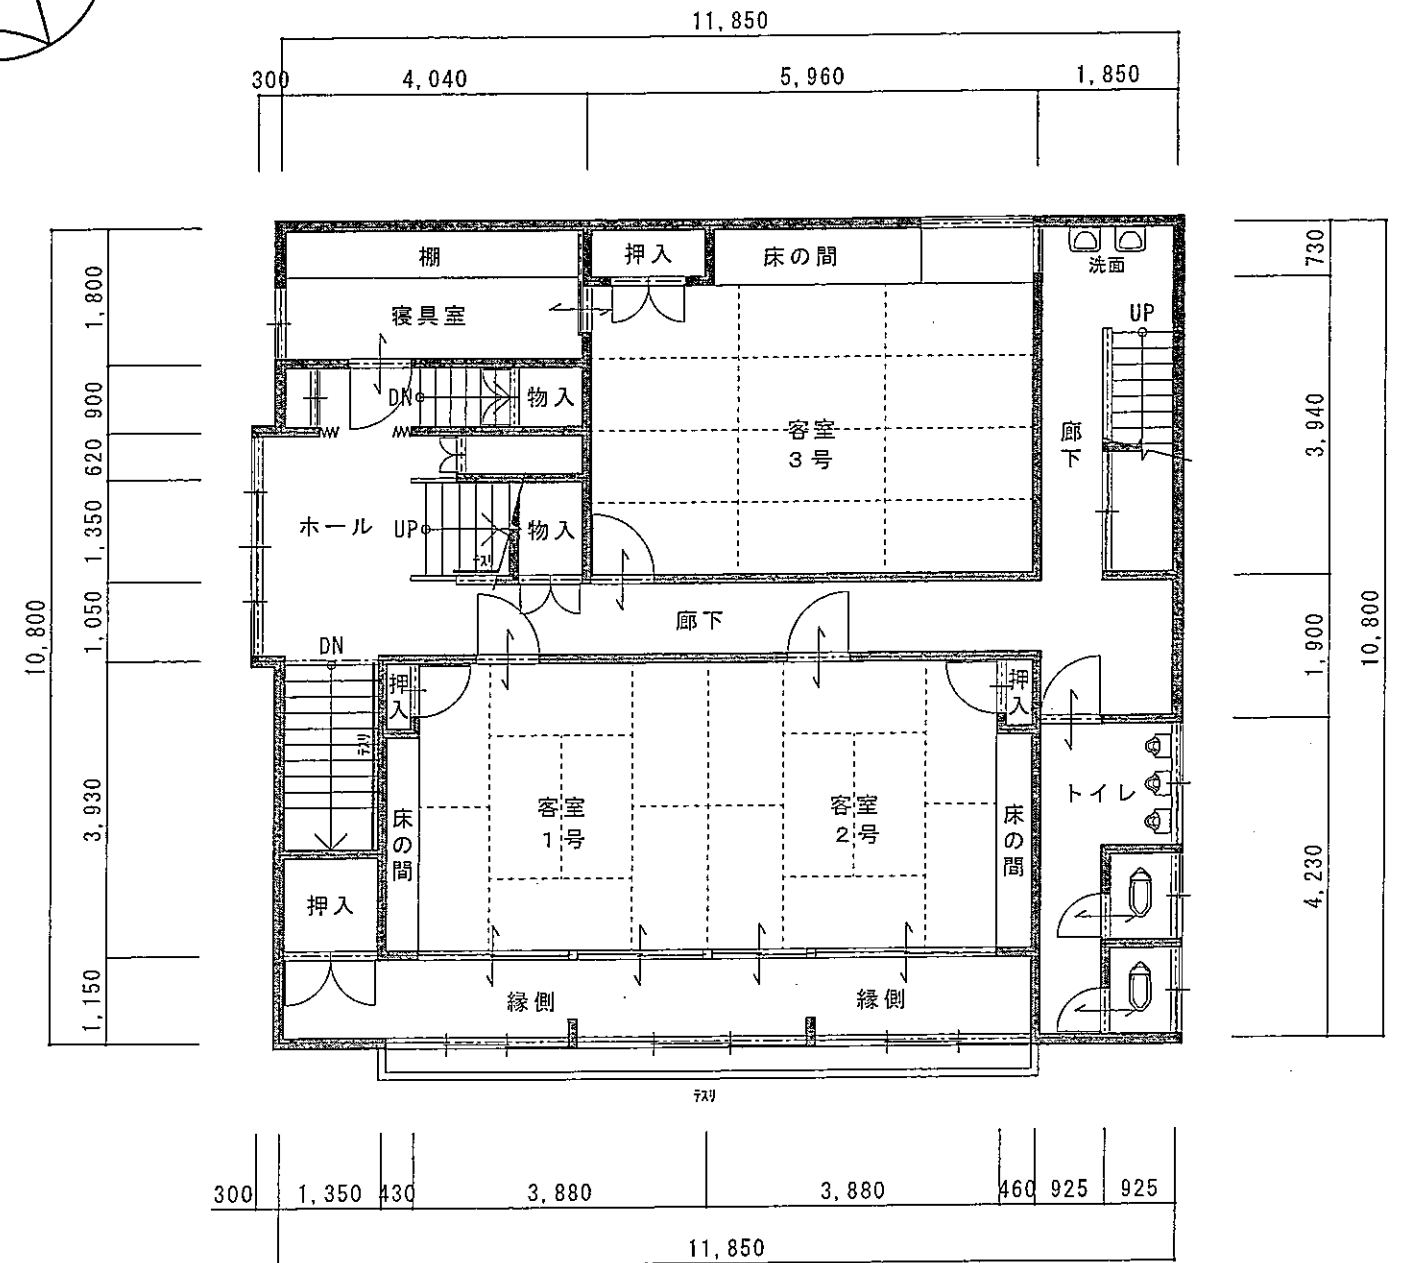 11,850
300
4,040
5,960
1,850
棚
押入
床の間
洗面
730
1,800
寝具室
UP
900
DN
物入
客室
3号
廊下
3,940
620
ホール
UP
物入
1,350
テスリ
10,800
1,050
廊下
1,900
10,800
DN
押入
押入
テスリ
トイレ
3,930
床の間
客室
1号
客室
2号
床の間
4,230
押入
1,150
縁側
縁側
テスリ
300
1,350
430
3,880
3,880
460
925
925
11,850